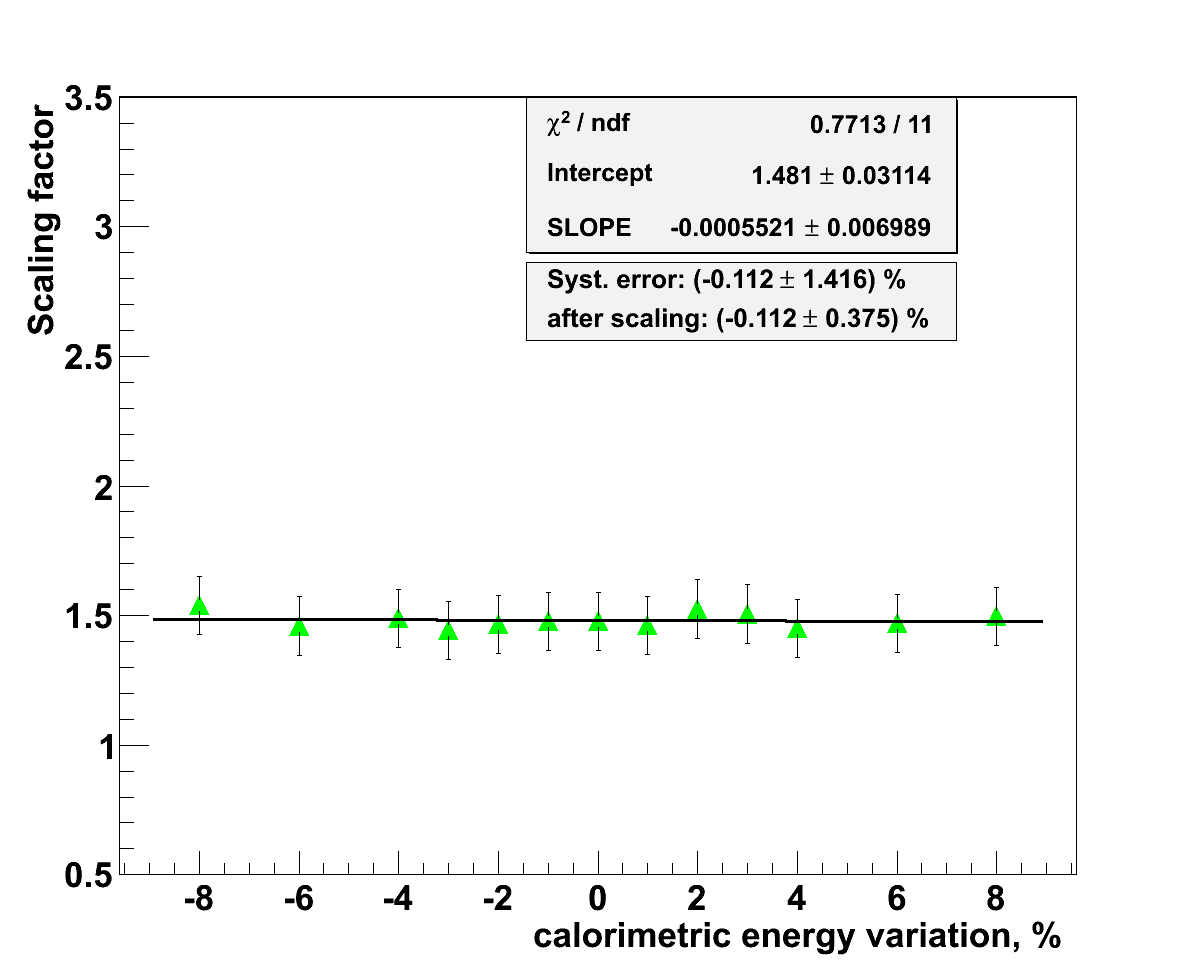 Scaling factor
3.5
3
2.5
2
1.5
1
0.5
χ² / ndf 0.7713 / 11
Intercept 1.481 ± 0.03114
SLOPE -0.0005521 ± 0.006989
Syst. error: (-0.112 ± 1.416) %
after scaling: (-0.112 ± 0.375) %
-8 -6 -4 -2 0 2 4 6 8
calorimetric energy variation, %